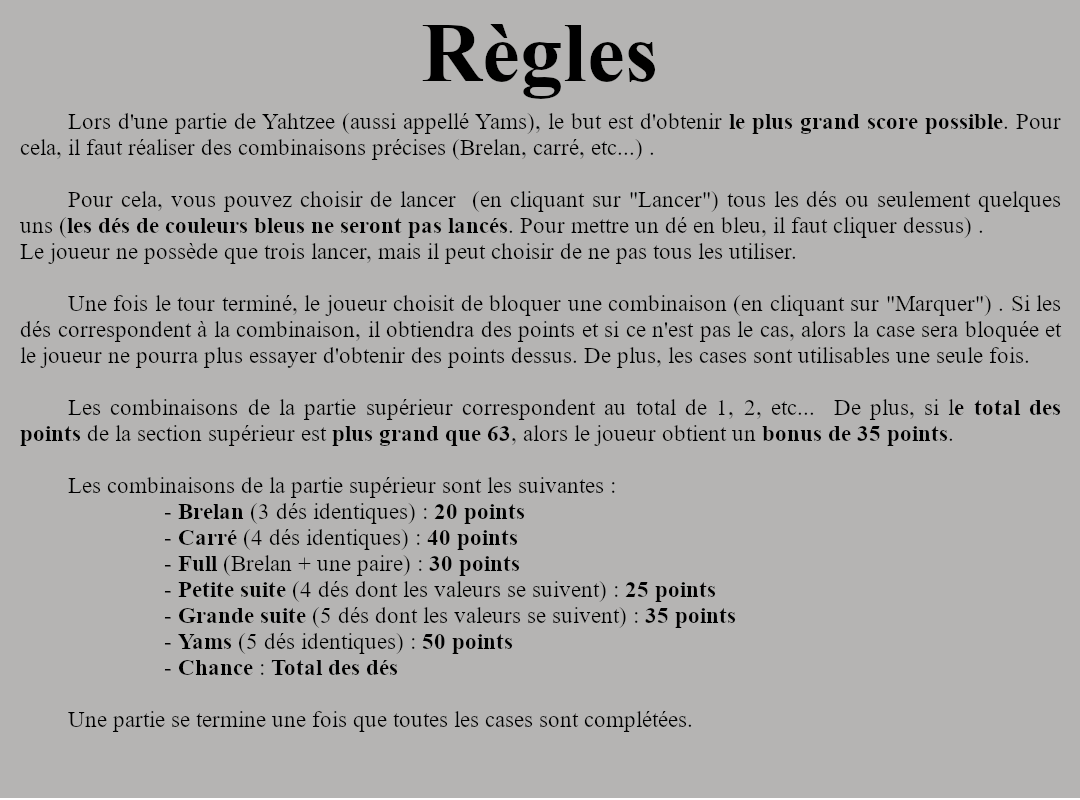 Règles
Lors d'une partie de Yahtzee (aussi appellé Yams), le but est d'obtenir le plus grand score possible. Pour
cela, il faut réaliser des combinaisons précises (Brelan, carré, etc...) .
Pour cela, vous pouvez choisir de lancer  (en cliquant sur "Lancer") tous les dés ou seulement quelques
uns (les dés de couleurs bleus ne seront pas lancés. Pour mettre un dé en bleu, il faut cliquer dessus) .
Le joueur ne possède que trois lancer, mais il peut choisir de ne pas tous les utiliser.
Une fois le tour terminé, le joueur choisit de bloquer une combinaison (en cliquant sur "Marquer") . Si les
dés correspondent à la combinaison, il obtiendra des points et si ce n'est pas le cas, alors la case sera bloquée et
le joueur ne pourra plus essayer d'obtenir des points dessus. De plus, les cases sont utilisables une seule fois.
Les combinaisons de la partie supérieur correspondent au total de 1, 2, etc...  De plus, si le total des
points de la section supérieur est plus grand que 63, alors le joueur obtient un bonus de 35 points.
Les combinaisons de la partie supérieur sont les suivantes :
- Brelan (3 dés identiques) : 20 points
- Carré (4 dés identiques) : 40 points
- Full (Brelan + une paire) : 30 points
- Petite suite (4 dés dont les valeurs se suivent) : 25 points
- Grande suite (5 dés dont les valeurs se suivent) : 35 points
- Yams (5 dés identiques) : 50 points
- Chance : Total des dés
Une partie se termine une fois que toutes les cases sont complétées.